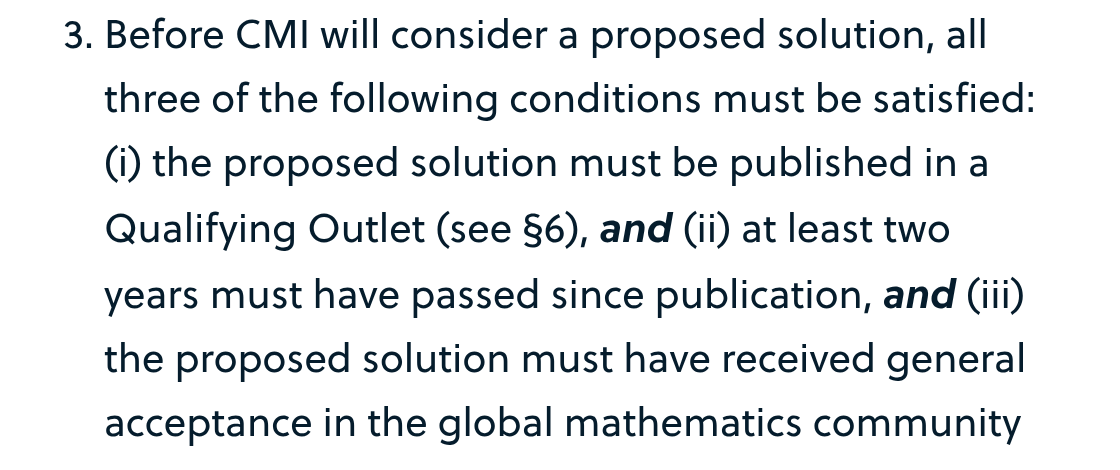 3. Before CMI will consider a proposed solution, all
three of the following conditions must be satisfied:
(i) the proposed solution must be published in a
Qualifying Outlet (see §6), and (ii) at least two
years must have passed since publication, and (iii)
the proposed solution must have received general
acceptance in the global mathematics community